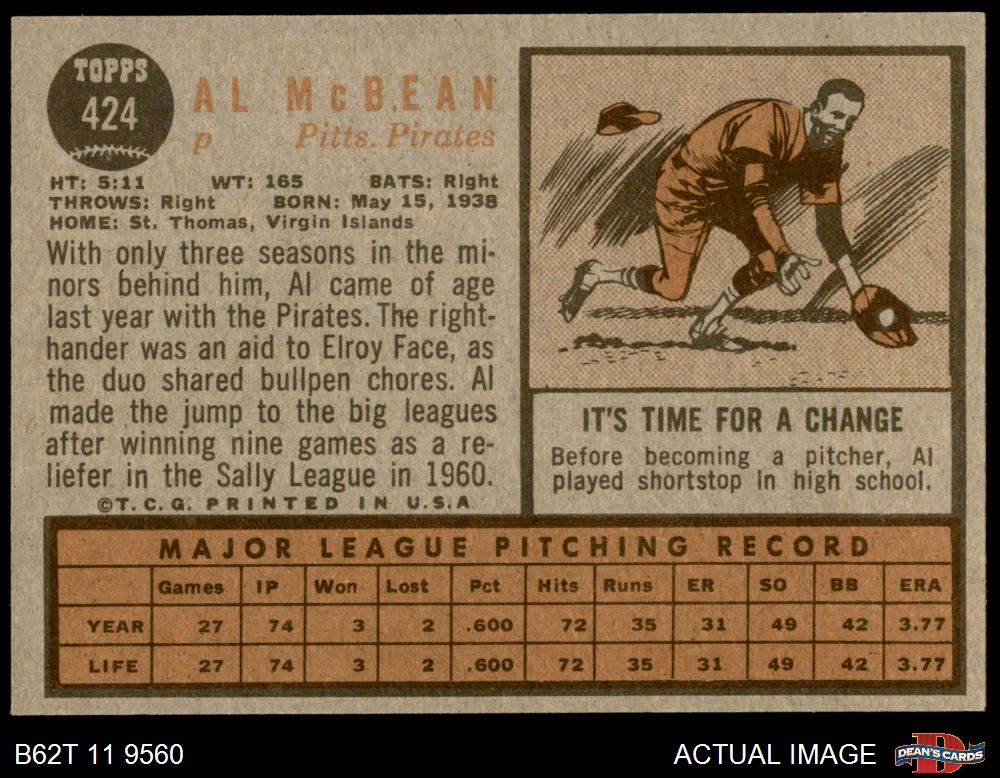 TOPPS
424
AL McBEAN
p Pitts. Pirates
HT: 5:11 WT: 165 BATS: Right
THROWS: Right BORN: May 15, 1938
HOME: St. Thomas, Virgin Islands
With only three seasons in the mi-
nors behind him, Al came of age
last year with the Pirates. The right-
hander was an aid to Elroy Face, as
the duo shared bullpen chores. Al
made the jump to the big leagues
after winning nine games as a re-
liefer in the Sally League in 1960.
©T.C.G. PRINTED IN U.S.A
IT'S TIME FOR A CHANGE
Before becoming a pitcher, Al
played shortstop in high school.
MAJOR LEAGUE PITCHING RECORD
Games IP Won Lost Pct Hits Runs ER SO BB ERA
YEAR 27 74 3 2 .600 72 35 31 49 42 3.77
LIFE 27 74 3 2 .600 72 35 31 49 42 3.77
B62T 11 9560 ACTUAL IMAGE
DEAN'S CARDS